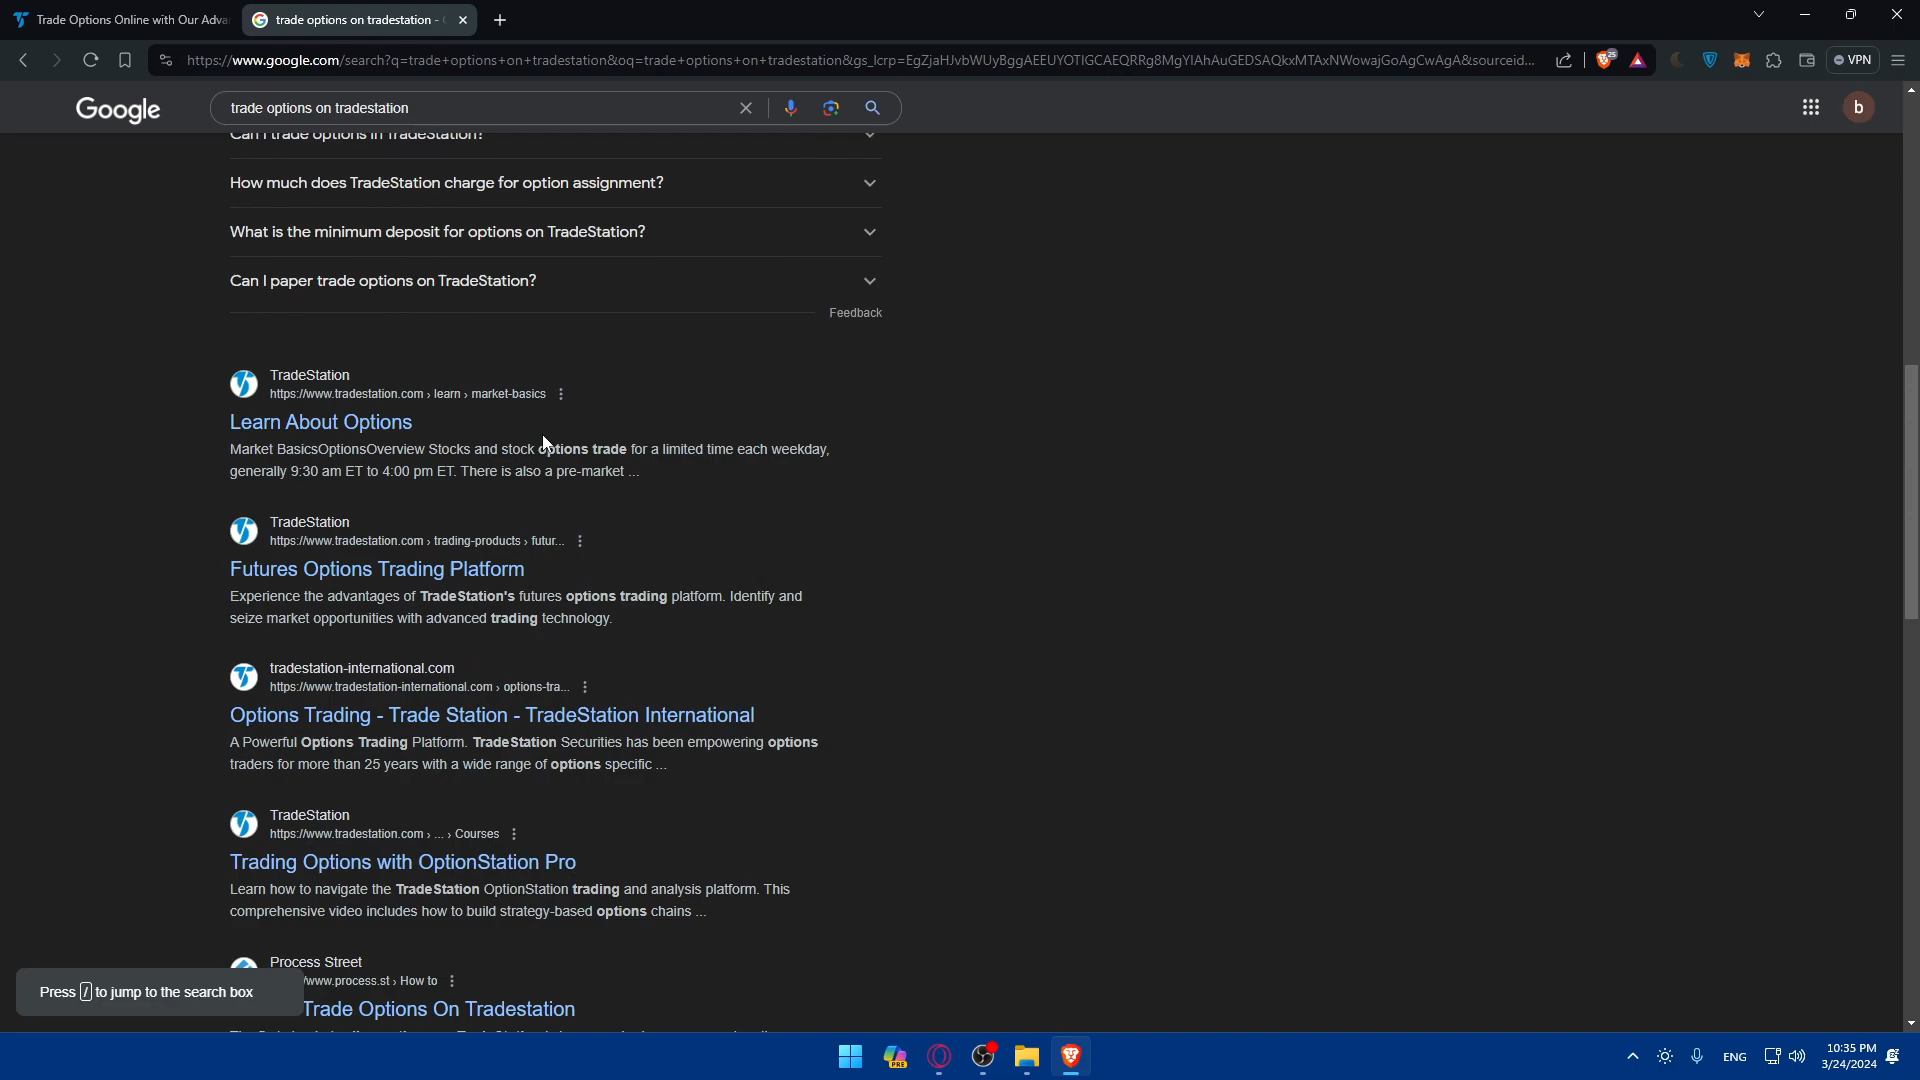 Trade Options Online with Our Adva
trade options on tradestation -
https://www.google.com/search?q=trade+options+on+tradestation&oq=trade+options+on+tradestation&gs_lcrp=EgZjaHJvbWUyBggAEEUYOTIGCAEQRRg8MgYIAhAuGEDSAQkxMTAxNWowajGoAgCwAgA&sourceid...
25
VPN
Google
trade options on tradestation
b
Can I trade options in TradeStation?
How much does TradeStation charge for option assignment?
What is the minimum deposit for options on TradeStation?
Can I paper trade options on TradeStation?
Feedback
TradeStation
https://www.tradestation.com › learn › market-basics
Learn About Options
Market BasicsOptionsOverview Stocks and stock options trade for a limited time each weekday,
generally 9:30 am ET to 4:00 pm ET. There is also a pre-market ...
TradeStation
https://www.tradestation.com › trading-products › futur...
Futures Options Trading Platform
Experience the advantages of TradeStation's futures options trading platform. Identify and
seize market opportunities with advanced trading technology.
tradestation-international.com
https://www.tradestation-international.com › options-tra...
Options Trading - Trade Station - TradeStation International
A Powerful Options Trading Platform. TradeStation Securities has been empowering options
traders for more than 25 years with a wide range of options specific ...
TradeStation
https://www.tradestation.com › ... › Courses
Trading Options with OptionStation Pro
Learn how to navigate the TradeStation OptionStation trading and analysis platform. This
comprehensive video includes how to build strategy-based options chains ...
Process Street
www.process.st › How to
Trade Options On Tradestation
Press / to jump to the search box
PRE
ENG
10:35 PM
3/24/2024